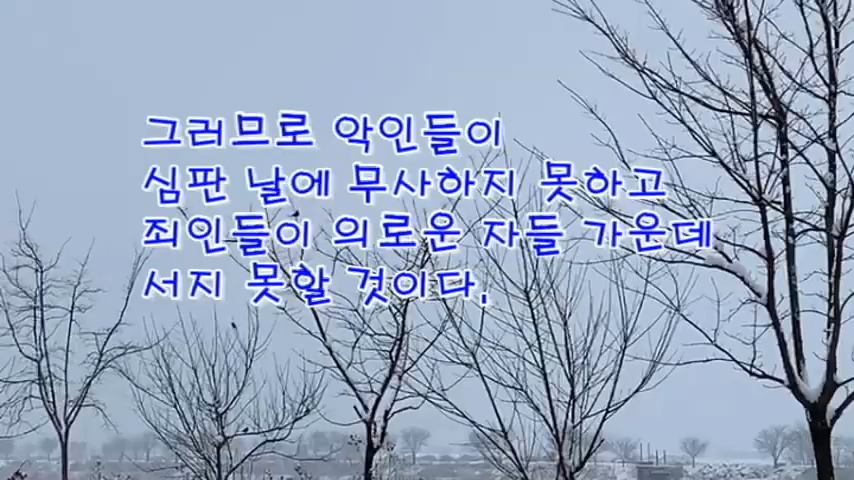 그러므로 악인들이
심판 날에 무사하지 못하고
죄인들이 의로운 자들 가운데
서지 못할 것이다.